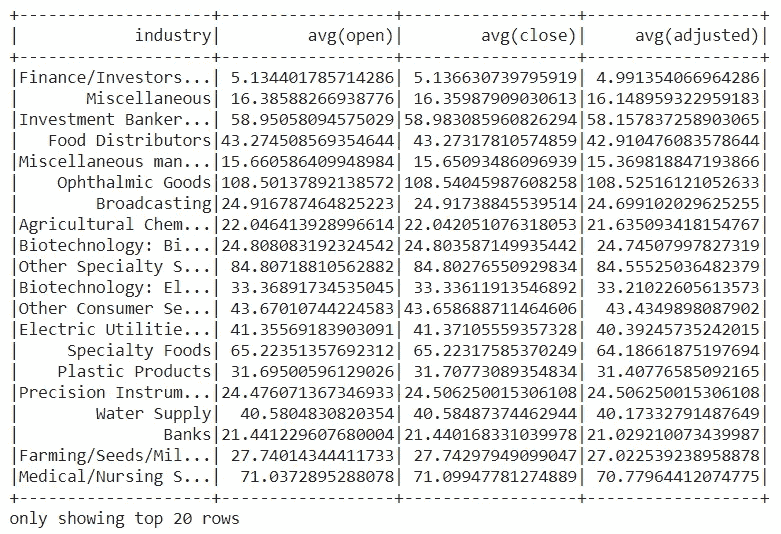 +--------------------+------------------+------------------+------------------+
|            industry|         avg(open)|        avg(close)|     avg(adjusted)|
+--------------------+------------------+------------------+------------------+
|Finance/Investors...| 5.134401785714286| 5.136630739795919| 4.991354066964286|
|       Miscellaneous| 16.38588266938776| 16.35987909030613|16.148959322959183|
|Investment Banker...| 58.95058094575029|58.983085960826294|58.157837258903065|
|   Food Distributors|43.274508569354644| 43.27317810574859|42.910476083578644|
|Miscellaneous man...|15.660586409948984| 15.65093486096939|15.369818847193866|
|    Ophthalmic Goods|108.50137892138572|108.54045987608258|108.52516121052633|
|        Broadcasting|24.916787464825223| 24.91738845539514|24.699102029625255|
|Agricultural Chem...|22.046413928996614|22.042051076318053|21.635093418154767|
|Biotechnology: Bi...|24.808083192324542|24.803587149935442| 24.74507997827319|
|Other Specialty S...| 84.80718810562882| 84.80276550929834| 84.55525036482379|
|Biotechnology: El...| 33.36891734535045| 33.33611913546892| 33.21022605613573|
|Other Consumer Se...| 43.67010744224583|43.658688711464606|  43.4349898087902|
|Electric Utilitie...| 41.35569183903091| 41.37105559357328| 40.39245735242015|
|     Specialty Foods| 65.22351357692312| 65.22317585370249| 64.18661875197694|
|    Plastic Products| 31.69500596129026| 31.70773089354834| 31.40776585092165|
|Precision Instrum...|24.476071367346933|24.506250015306108|24.506250015306108|
|        Water Supply|  40.5804830820354| 40.58487374462944| 40.17332791487649|
|               Banks|21.441229607680004|21.440168331039978|21.029210073439987|
|Farming/Seeds/Mil...| 27.74014344411733| 27.74297949099047|27.022539238958878|
|Medical/Nursing S...|  71.0372895288078| 71.09947781274889| 70.77964412074775|
+--------------------+------------------+------------------+------------------+
only showing top 20 rows